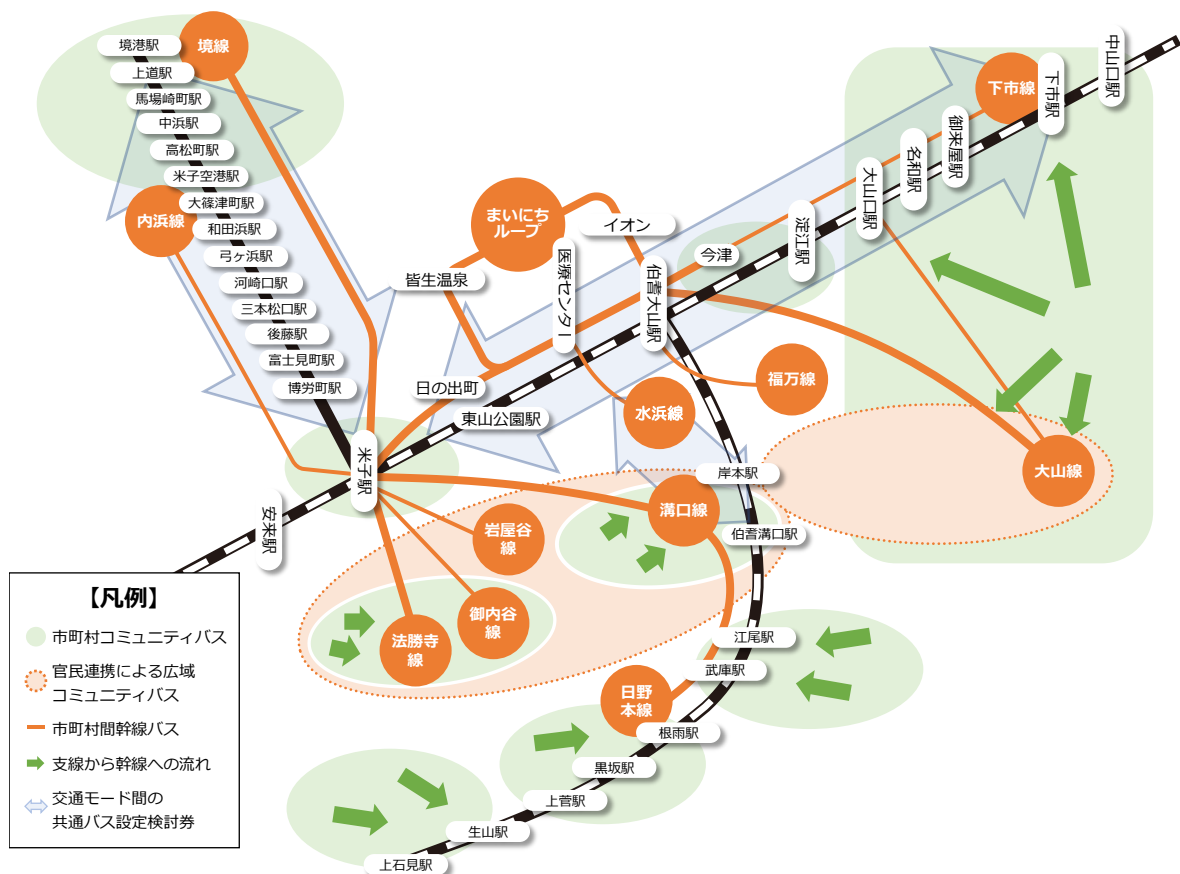 境港駅
境線
上道駅
馬場崎町駅
中浜駅
高松町駅
米子空港駅
大篠津町駅
内浜線
和田浜駅
弓ヶ浜駅
河崎口駅
三本松口駅
後藤駅
富士見町駅
博労町駅
米子駅
安来駅
まいにち
ループ
イオン
皆生温泉
医療センター
伯耆大山駅
今津
淀江駅
大山口駅
名和駅
御来屋駅
下市線
下市駅
中山口駅
日の出町
東山公園駅
水浜線
福万線
大山線
岸本駅
溝口線
伯耆溝口駅
岩屋谷
線
御内谷
線
法勝寺
線
江尾駅
武庫駅
日野
本線
根雨駅
黒坂駅
上菅駅
生山駅
上石見駅
【凡例】
市町村コミュニティバス
官民連携による広域
コミュニティバス
市町村間幹線バス
支線から幹線への流れ
交通モード間の
共通バス設定検討券